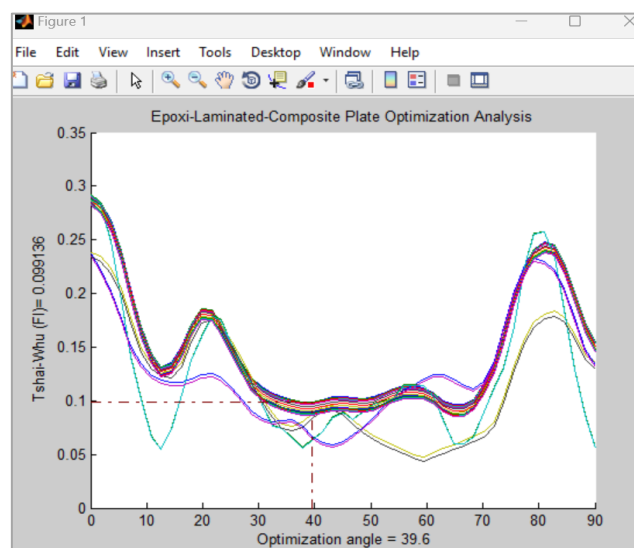 Figure 1
File Edit View Insert Tools Desktop Window Help
Epoxi-Laminated-Composite Plate Optimization Analysis
0.35
0.3
0.25
0.2
0.15
0.1
0.05
0
Tshai-Whu (FI)= 0.099136
0 10 20 30 40 50 60 70 80 90
Optimization angle = 39.6